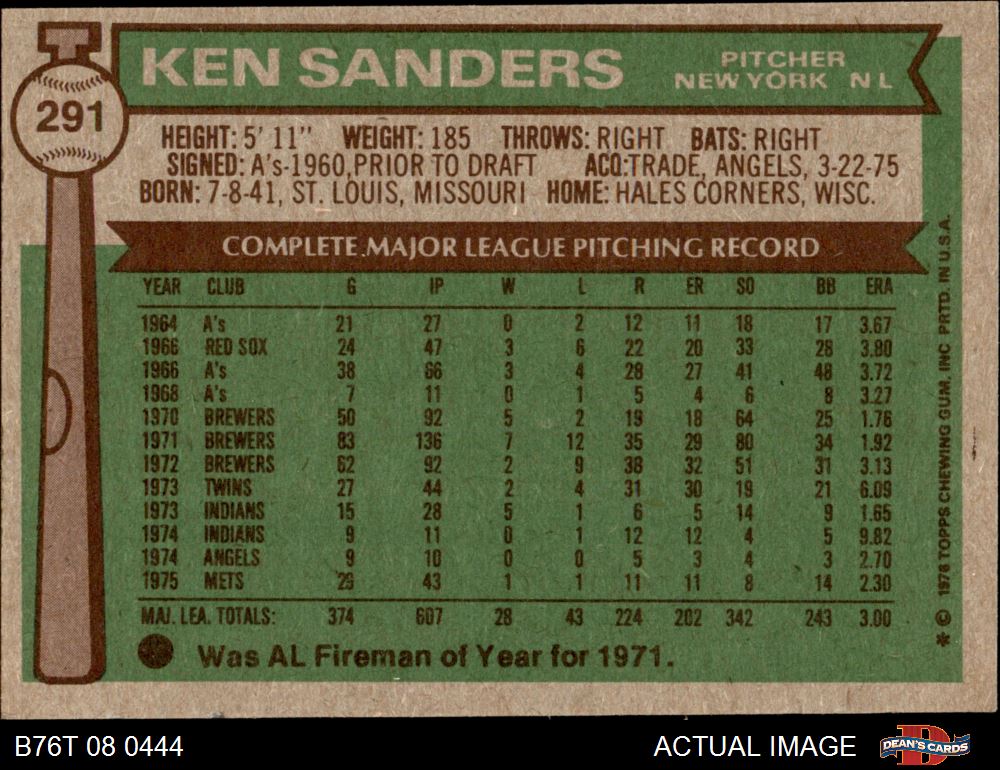 KEN SANDERS
PITCHER
NEW YORK N L
291
HEIGHT: 5' 11" WEIGHT: 185 THROWS: RIGHT BATS: RIGHT
SIGNED: A's-1960, PRIOR TO DRAFT ACQ: TRADE, ANGELS, 3-22-75
BORN: 7-8-41, ST. LOUIS, MISSOURI HOME: HALES CORNERS, WISC.
COMPLETE MAJOR LEAGUE PITCHING RECORD
YEAR CLUB G IP W L R ER SO BB ERA
1964 A's 21 27 0 2 12 11 18 17 3.67
1966 RED SOX 24 47 3 6 22 20 33 28 3.80
1966 A's 38 66 3 4 28 27 41 48 3.72
1968 A's 7 11 0 1 5 4 6 8 3.27
1970 BREWERS 50 92 5 2 19 18 64 25 1.76
1971 BREWERS 83 136 7 12 35 29 80 34 1.92
1972 BREWERS 62 92 2 9 38 32 51 31 3.13
1973 TWINS 27 44 2 4 31 30 19 21 6.09
1973 INDIANS 15 28 5 1 6 5 14 9 1.65
1974 INDIANS 9 11 0 1 12 12 4 5 9.82
1974 ANGELS 9 10 0 0 5 3 4 3 2.70
1975 METS 29 43 1 1 11 11 8 14 2.30
MAJ. LEA. TOTALS: 374 607 28 43 224 202 342 243 3.00
Was AL Fireman of Year for 1971.
* © 1976 TOPPS CHEWING GUM, INC PRTD. IN U.S.A.
B76T 08 0444
ACTUAL IMAGE
DEAN'S CARDS